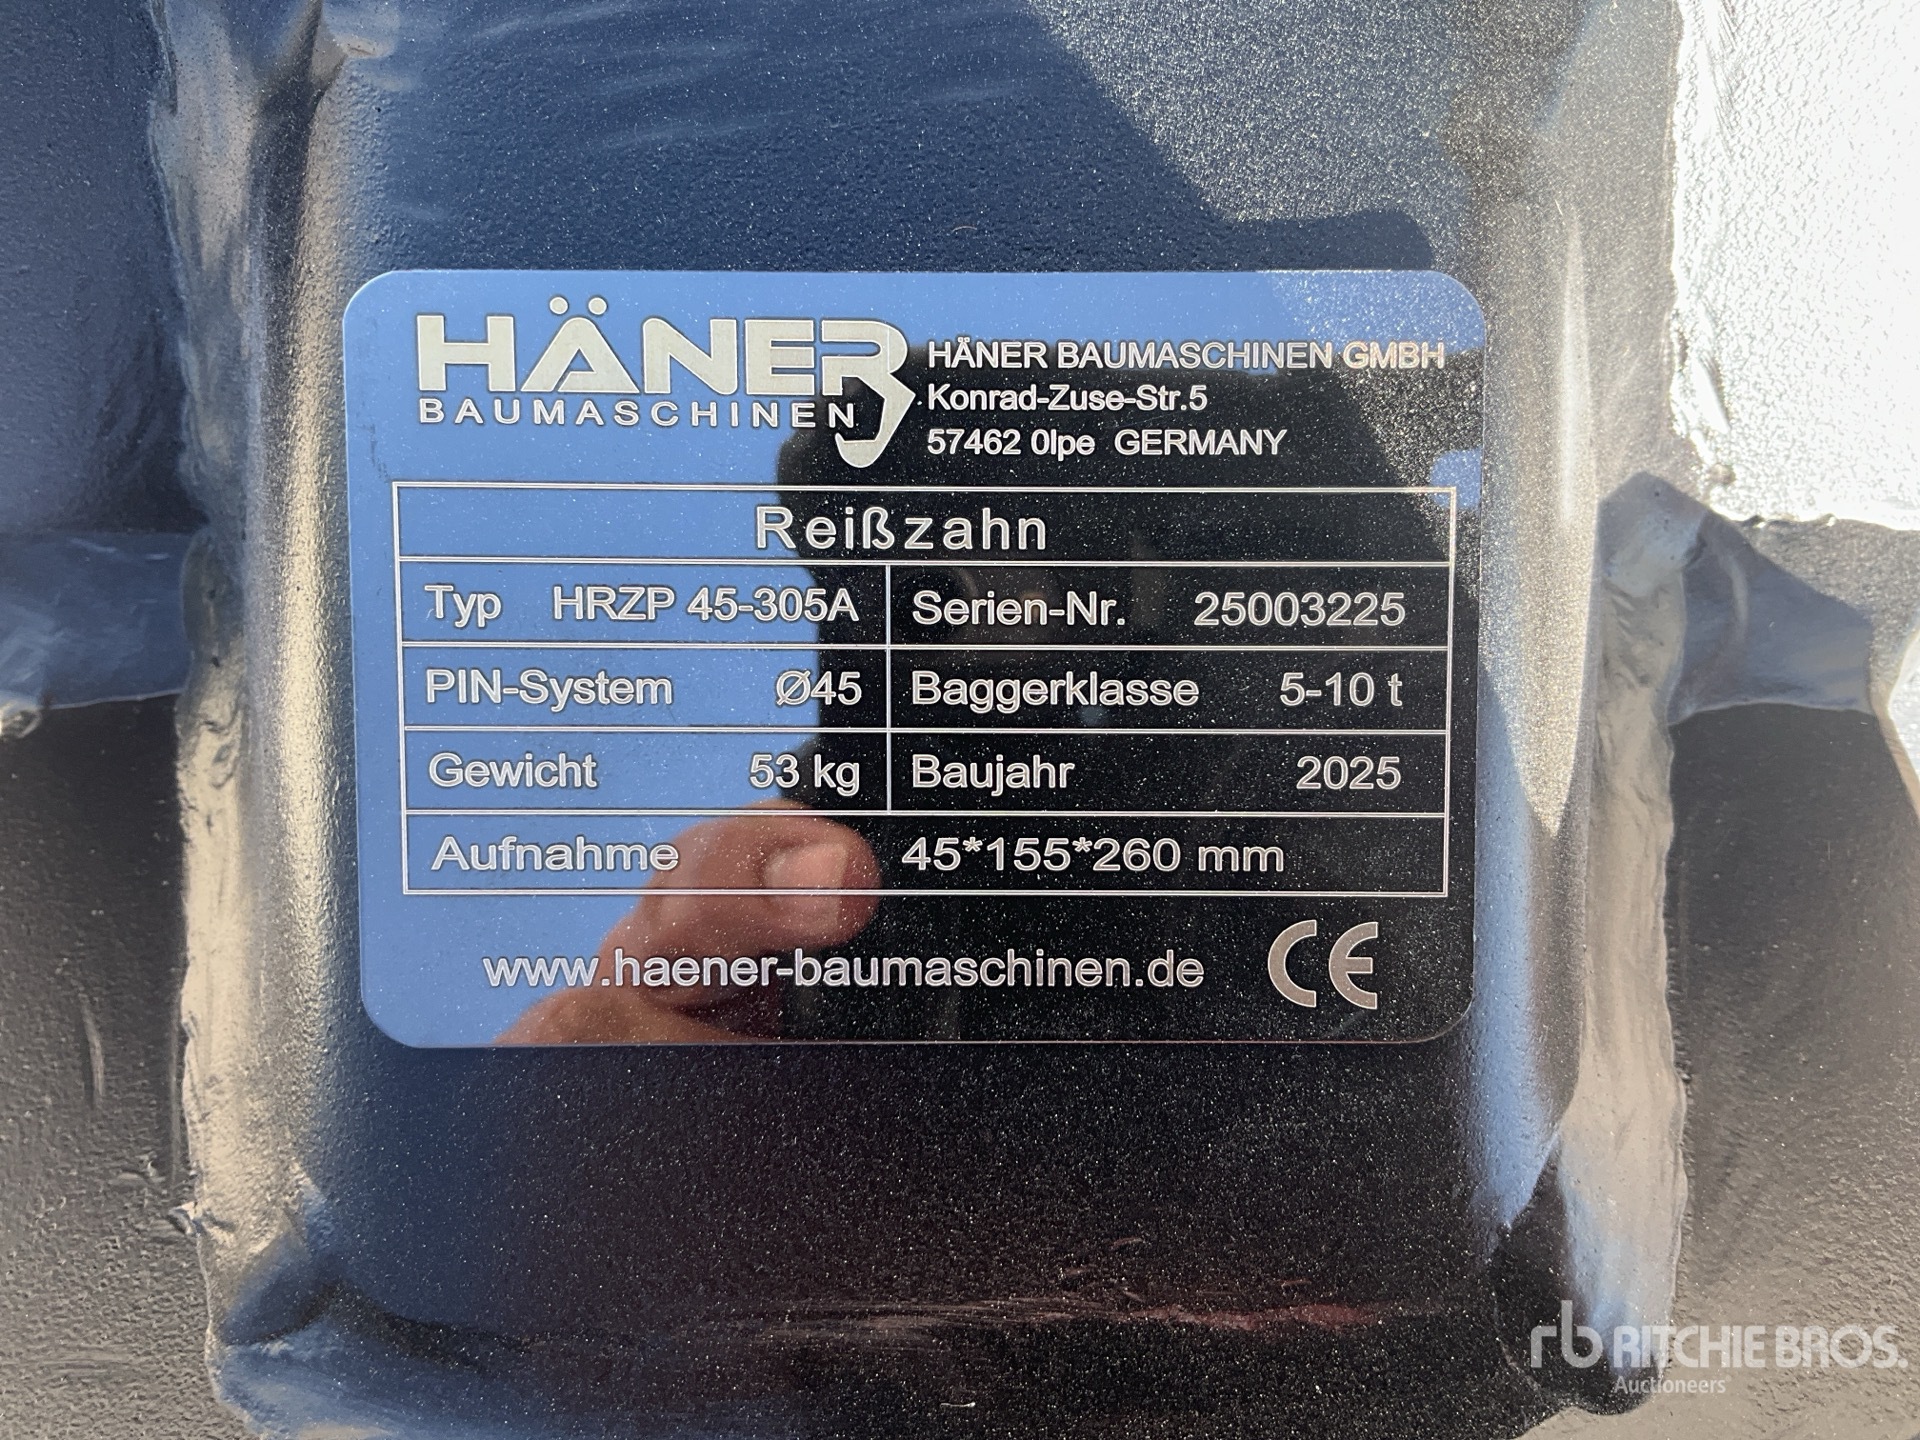 HÄNER
BAUMASCHINEN
HÄNER BAUMASCHINEN GMBH
Konrad-Zuse-Str.5
57462 0lpe GERMANY
Reißzahn
Typ HRZP 45-305A Serien-Nr. 25003225
PIN-System Ø45 Baggerklasse 5-10 t
Gewicht 53 kg Baujahr 2025
Aufnahme 45*155*260 mm
www.haener-baumaschinen.de CE
rb RITCHIE BROS.
Auctioneers